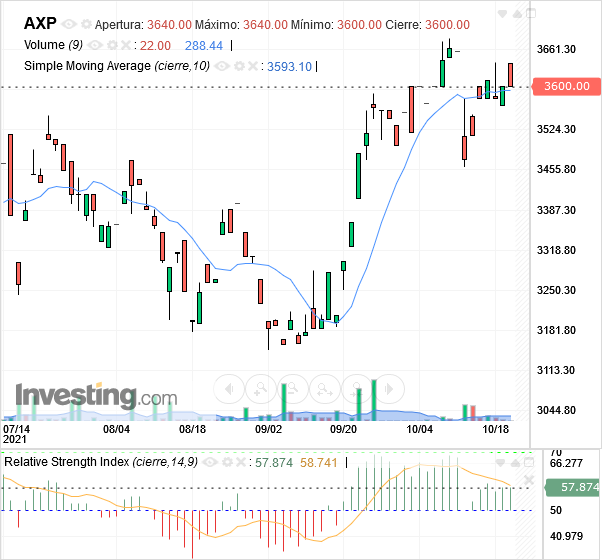 AXP Apertura: 3640.00 Máximo: 3640.00 Mínimo: 3600.00 Cierre: 3600.00
Volume (9) : 22.00 288.44
Simple Moving Average (cierre,10) : 3593.10
3661.30
3600.00
3524.30
3455.80
3387.30
3318.80
3250.30
3181.80
3113.30
3044.80
Investing.com
07/14 08/04 08/18 09/02 09/20 10/04 10/18
2021
Relative Strength Index (cierre,14,9) : 57.874 58.741
70
66.277
57.874
50
40.979